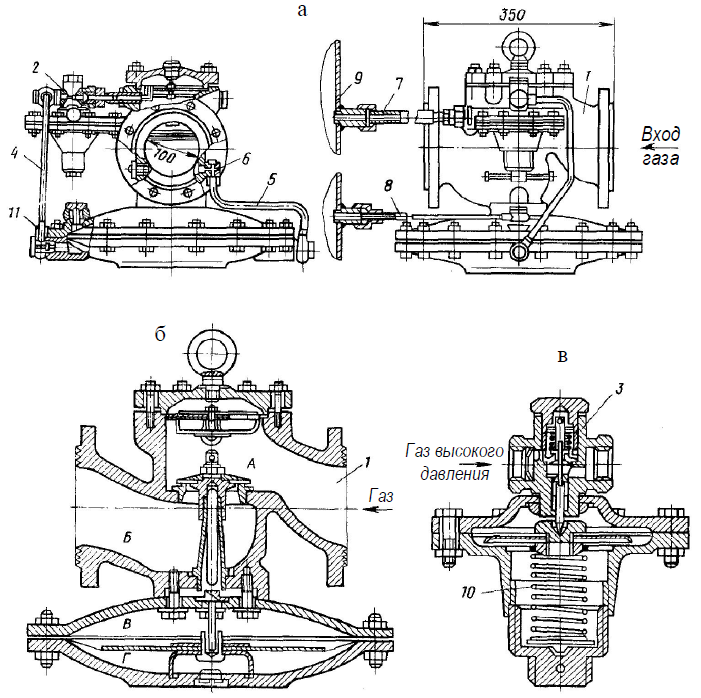 а
350
2
9
7
1
Вход
газа
4
100
6
5
8
11
б
в
3
А
1
Газ высокого
давления
Газ
Б
10
В
Г